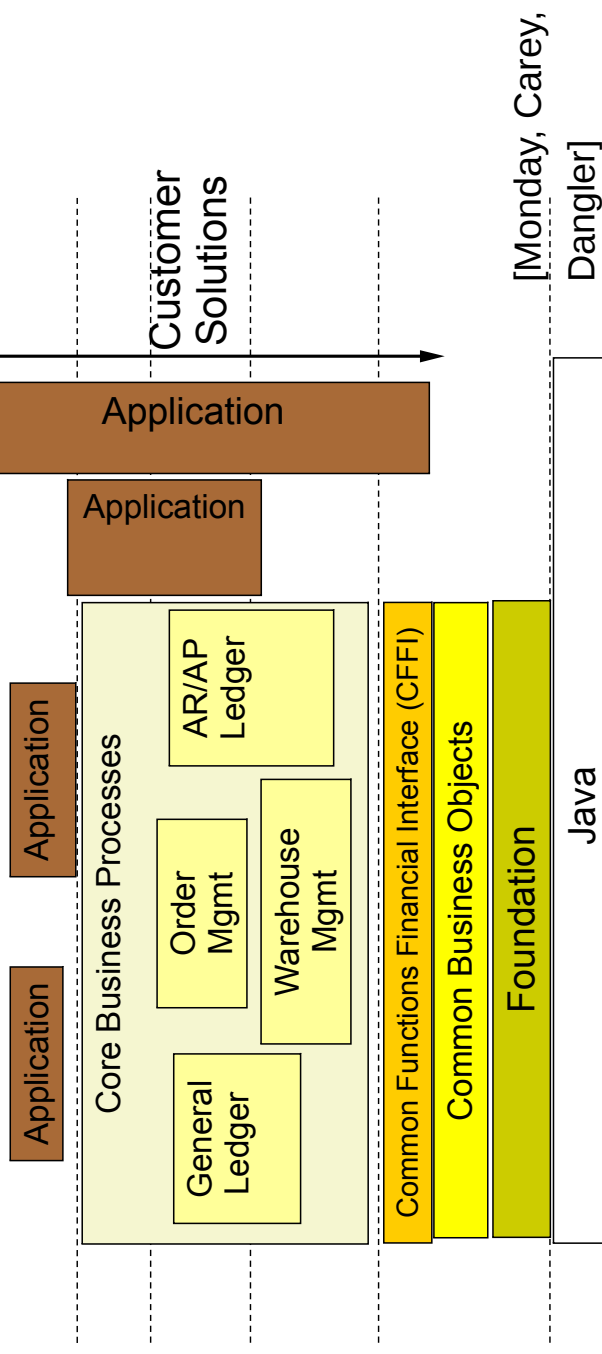 Application
Application
Core Business Processes
General
Ledger
Order
Mgmt
Warehouse
Mgmt
AR/AP
Ledger
Application
Application
Customer
Solutions
Common Functions Financial Interface (CFFI)
Common Business Objects
Foundation
Java
[Monday, Carey,
Dangler]